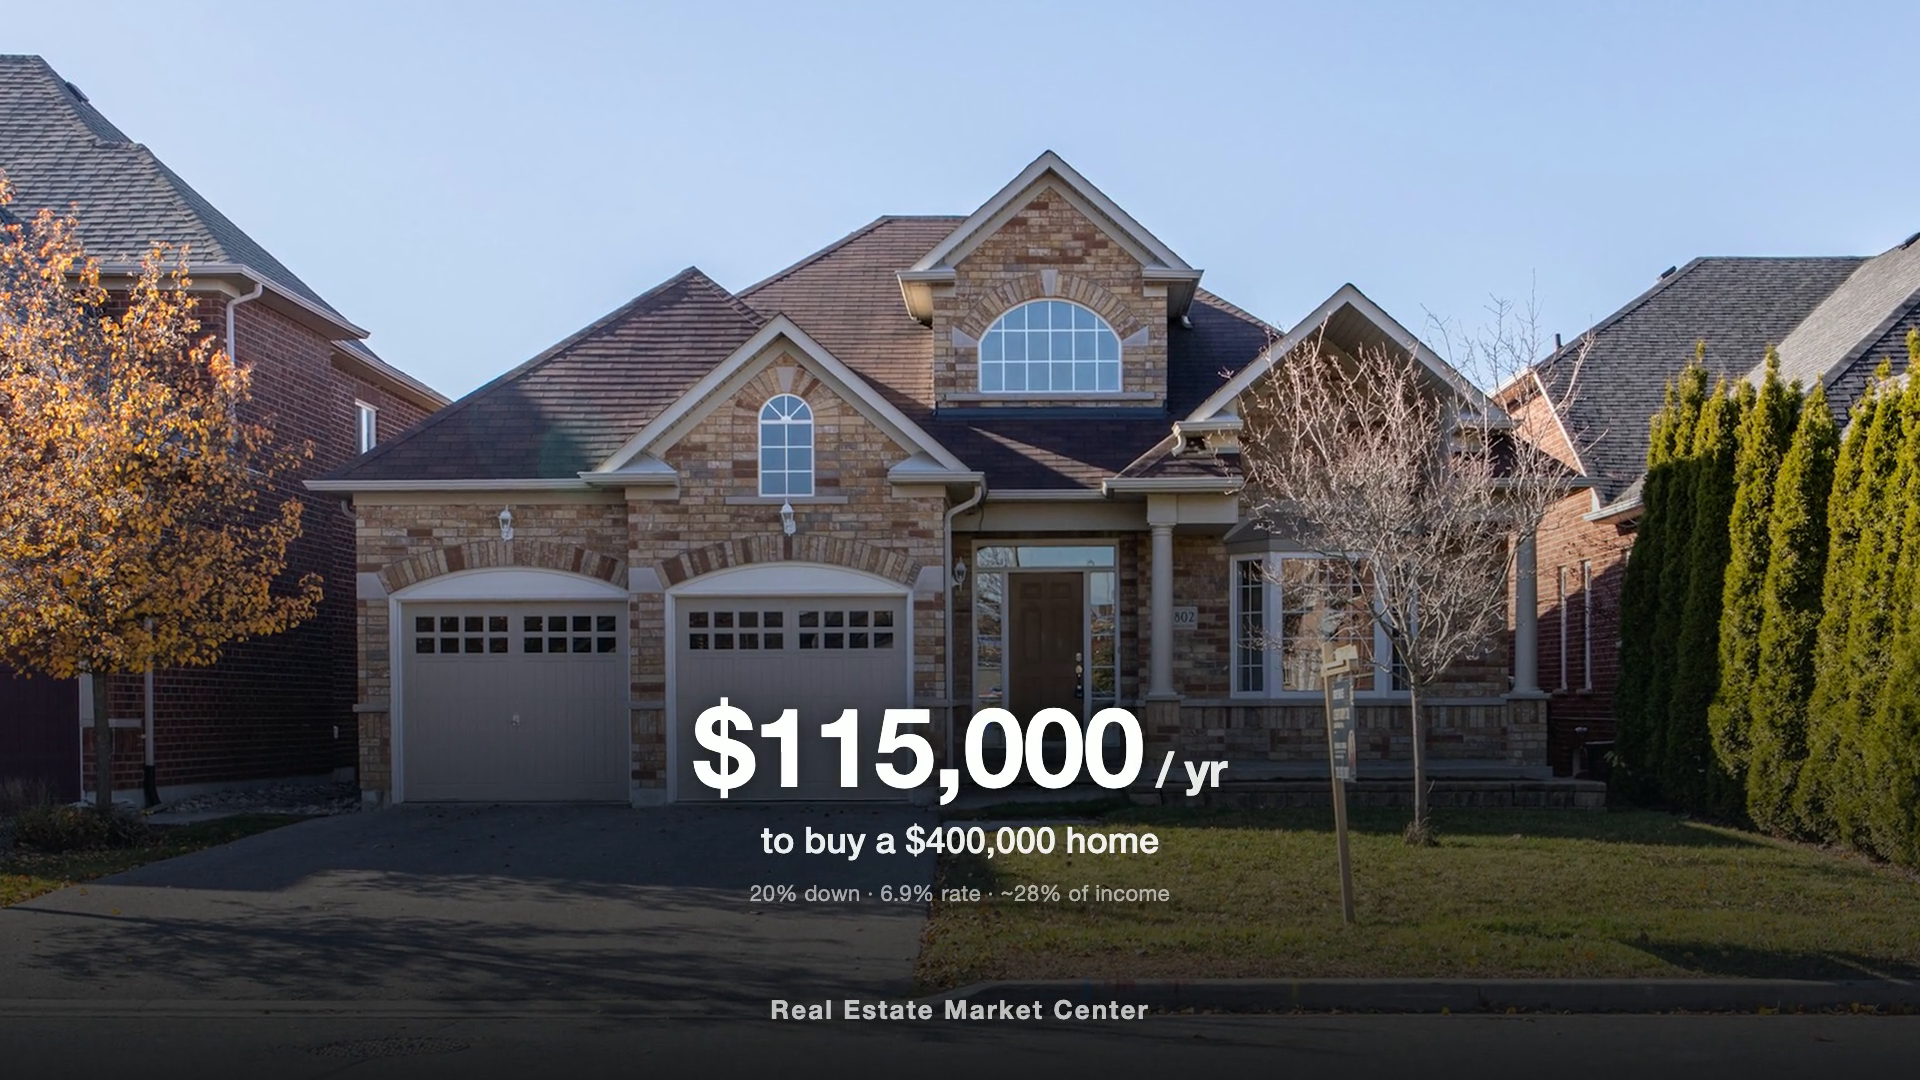 802
$115,000 / yr
to buy a $400,000 home
20% down · 6.9% rate · ~28% of income
Real Estate Market Center